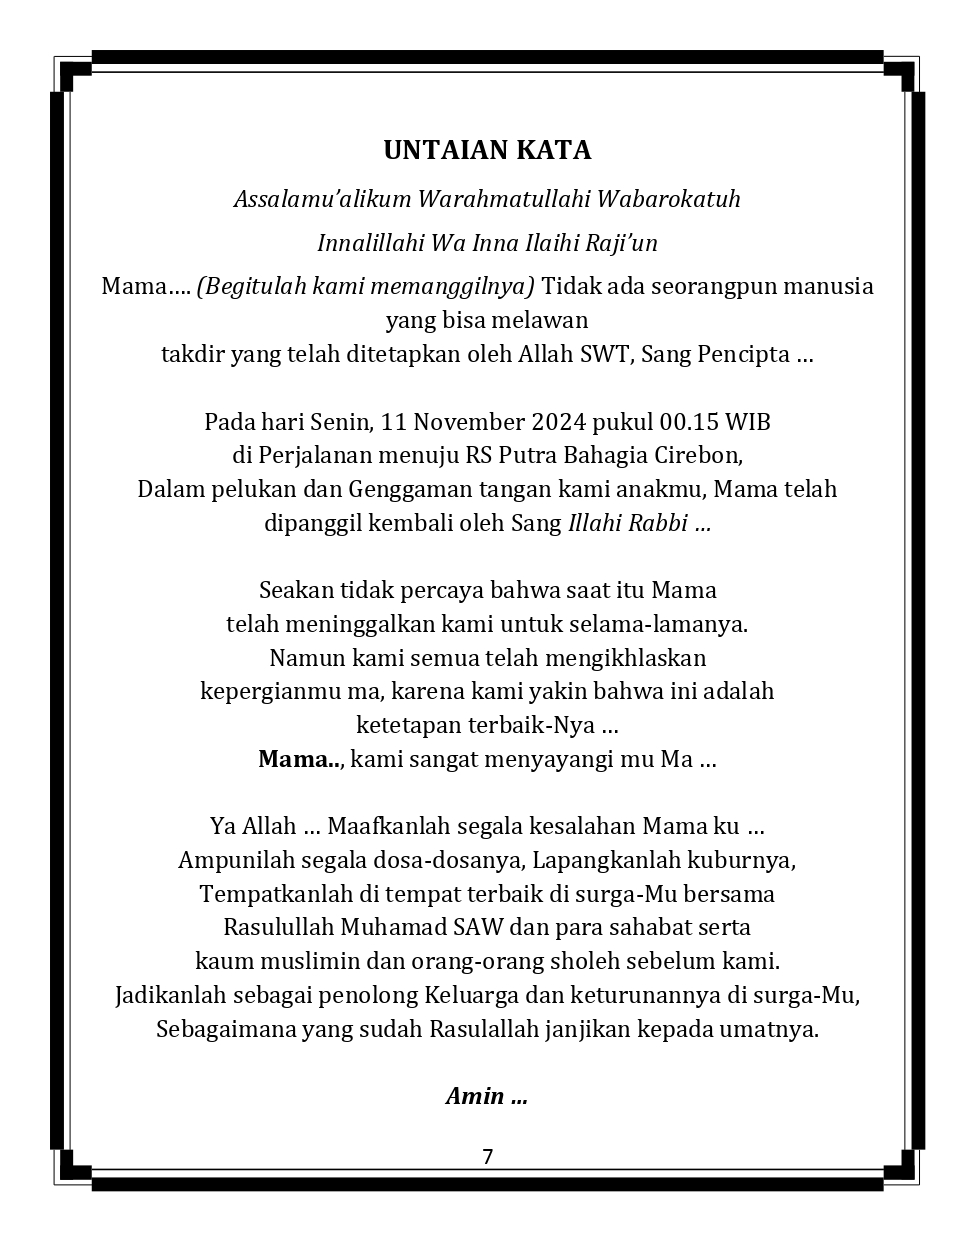 UNTAIAN KATA
Assalamu’alikum Warahmatullahi Wabarokatuh
Innalillahi Wa Inna Ilaihi Raji’un
Mama.... (Begitulah kami memanggilnya) Tidak ada seorangpun manusia
yang bisa melawan
takdir yang telah ditetapkan oleh Allah SWT, Sang Pencipta ...
Pada hari Senin, 11 November 2024 pukul 00.15 WIB
di Perjalanan menuju RS Putra Bahagia Cirebon,
Dalam pelukan dan Genggaman tangan kami anakmu, Mama telah
dipanggil kembali oleh Sang Illahi Rabbi ...
Seakan tidak percaya bahwa saat itu Mama
telah meninggalkan kami untuk selama-lamanya.
Namun kami semua telah mengikhlaskan
kepergianmu ma, karena kami yakin bahwa ini adalah
ketetapan terbaik-Nya ...
Mama.., kami sangat menyayangi mu Ma ...
Ya Allah ... Maafkanlah segala kesalahan Mama ku ...
Ampunilah segala dosa-dosanya, Lapangkanlah kuburnya,
Tempatkanlah di tempat terbaik di surga-Mu bersama
Rasulullah Muhamad SAW dan para sahabat serta
kaum muslimin dan orang-orang sholeh sebelum kami.
Jadikanlah sebagai penolong Keluarga dan keturunannya di surga-Mu,
Sebagaimana yang sudah Rasulallah janjikan kepada umatnya.
Amin ...
7